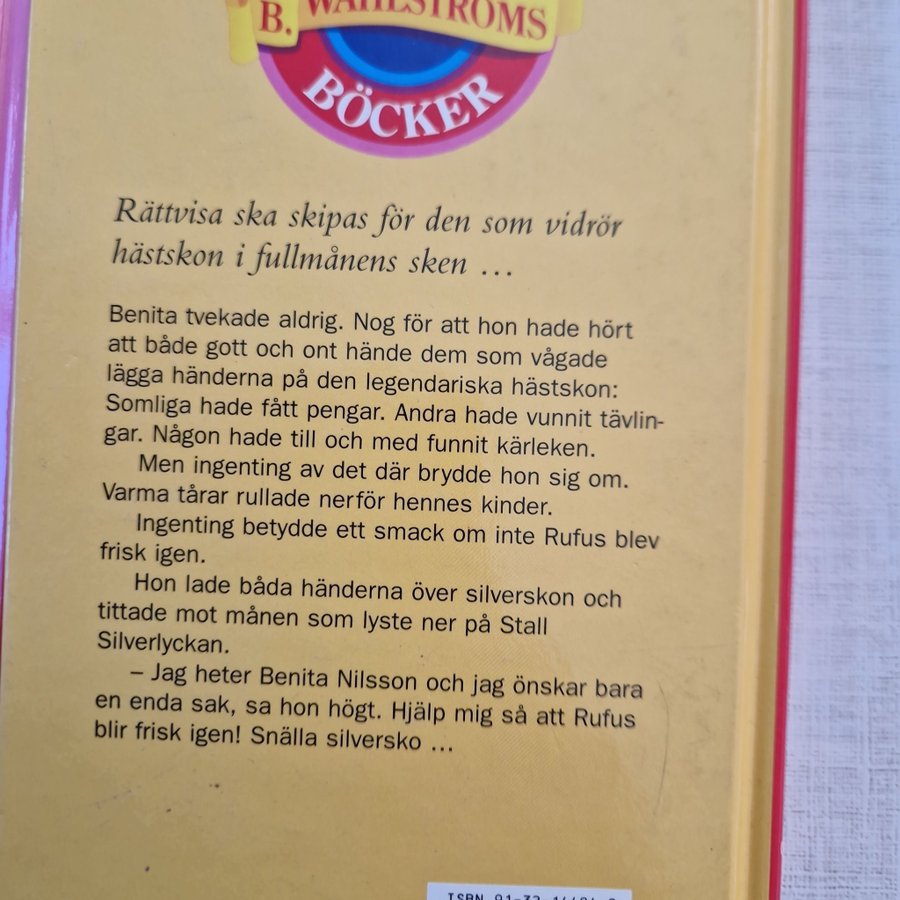 B. WAHLSTRÖMS
BÖCKER
Rättvisa ska skipas för den som vidrör
hästskon i fullmånens sken …
Benita tvekade aldrig. Nog för att hon hade hört
att både gott och ont hände dem som vågade
lägga händerna på den legendariska hästskon:
Somliga hade fått pengar. Andra hade vunnit tävlin-
gar. Någon hade till och med funnit kärleken.
Men ingenting av det där brydde hon sig om.
Varma tårar rullade nerför hennes kinder.
Ingenting betydde ett smack om inte Rufus blev
frisk igen.
Hon lade båda händerna över silverskon och
tittade mot månen som lyste ner på Stall
Silverlyckan.
– Jag heter Benita Nilsson och jag önskar bara
en enda sak, sa hon högt. Hjälp mig så att Rufus
blir frisk igen! Snälla silversko …
ISBN 91-32